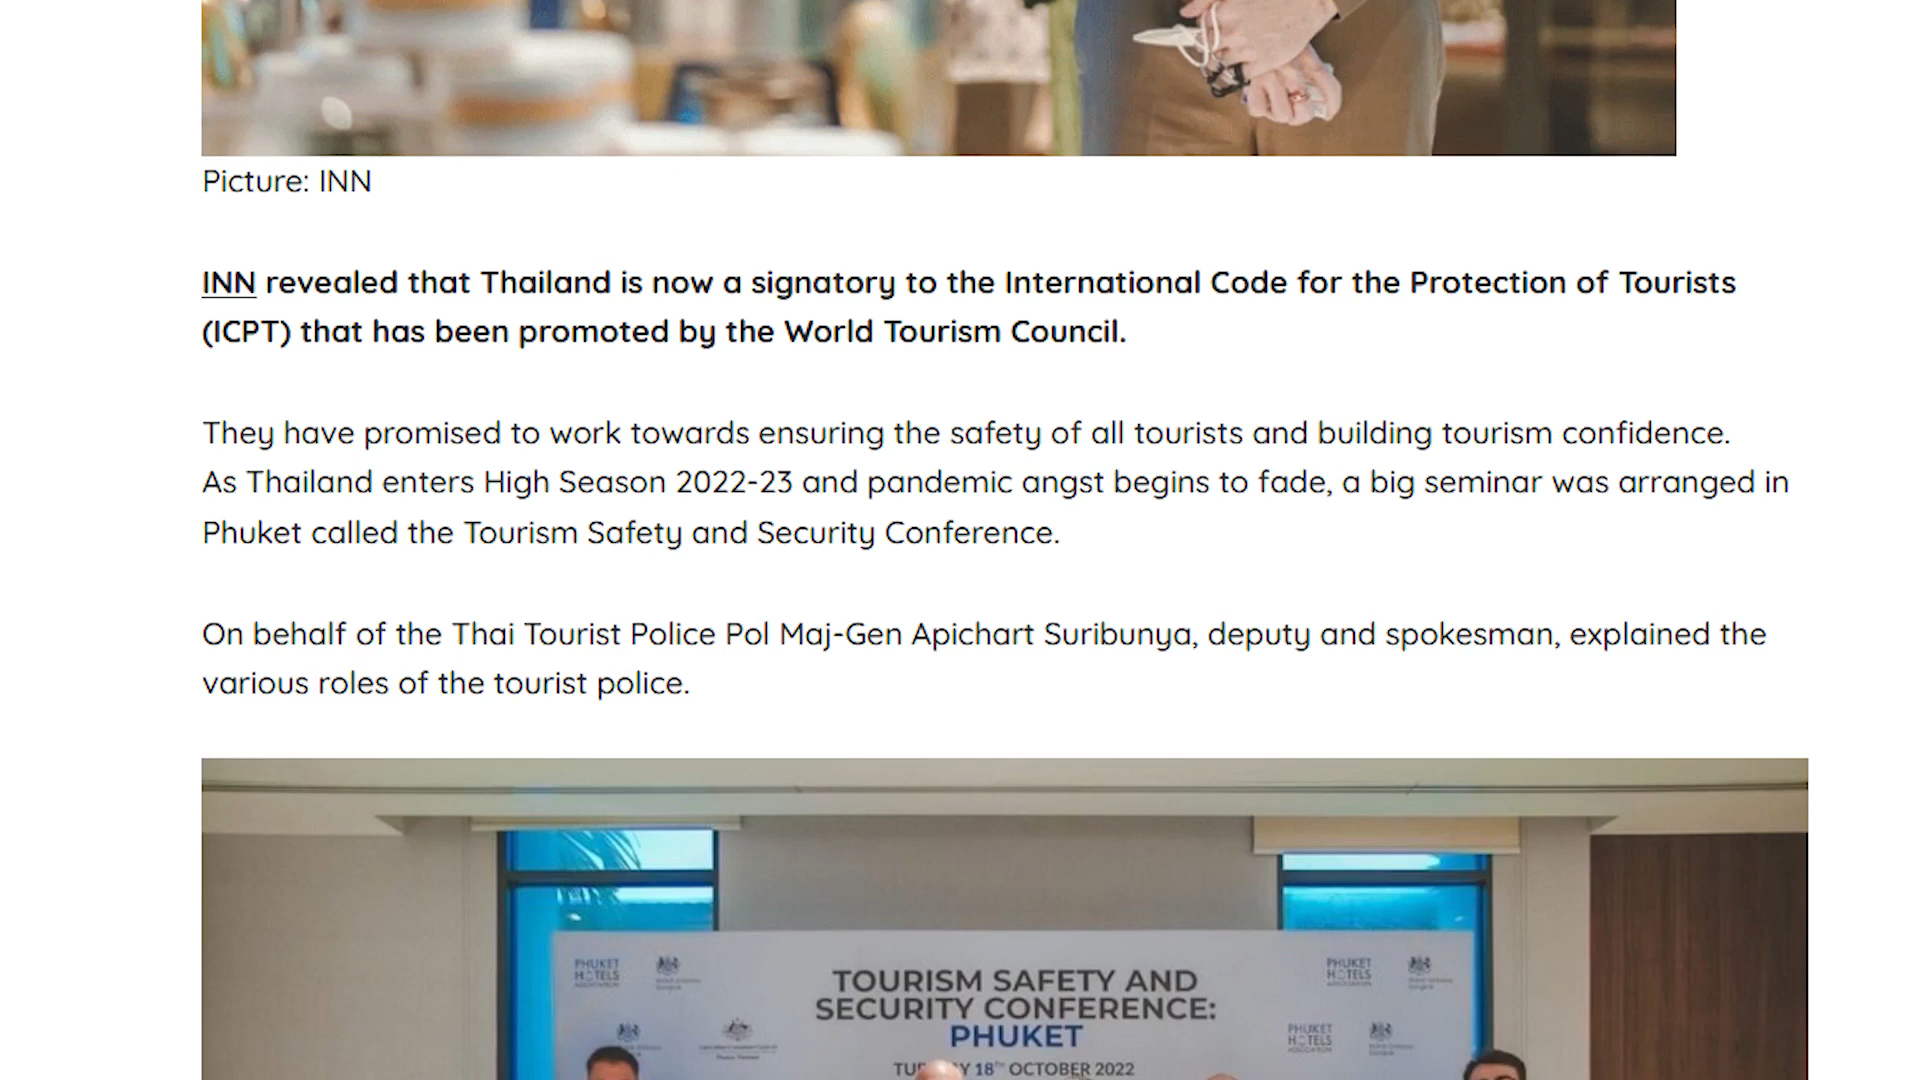 Picture: INN
INN revealed that Thailand is now a signatory to the International Code for the Protection of Tourists
(ICPT) that has been promoted by the World Tourism Council.
They have promised to work towards ensuring the safety of all tourists and building tourism confidence.
As Thailand enters High Season 2022-23 and pandemic angst begins to fade, a big seminar was arranged in
Phuket called the Tourism Safety and Security Conference.
On behalf of the Thai Tourist Police Pol Maj-Gen Apichart Suribunya, deputy and spokesman, explained the
various roles of the tourist police.
PHUKET
HOTELS
ASSOCIATION
PHUKET
HOTELS
ASSOCIATION
TOURISM SAFETY AND
SECURITY CONFERENCE:
PHUKET
PHUKET
HOTELS
ASSOCIATION
18TH OCTOBER 2022